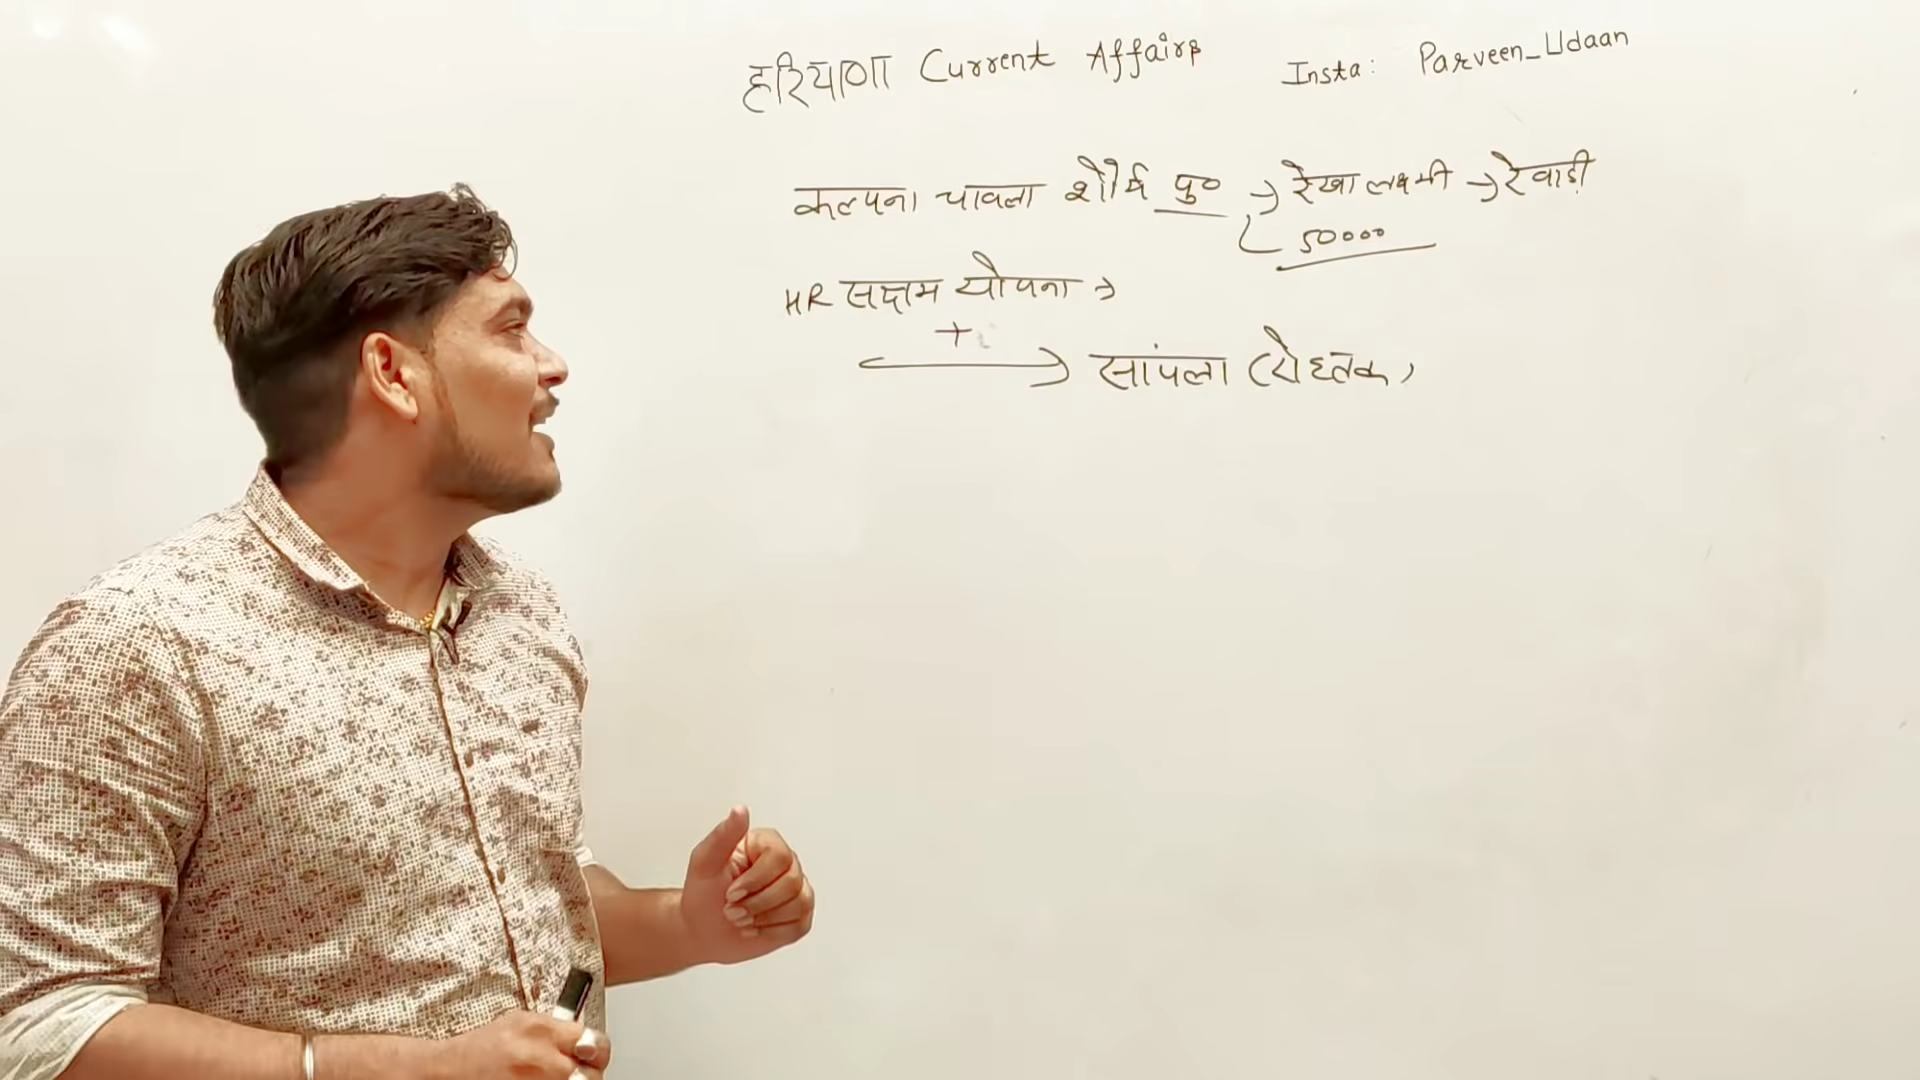 हरियाणा Current Affairs Insta: Parveen_Udaan
कल्पना चावला शौर्य पु० → रेखा लक्ष्मी → रेवाड़ी
50000
HR सक्षम योजना →
+
सांपला (रोहतक)